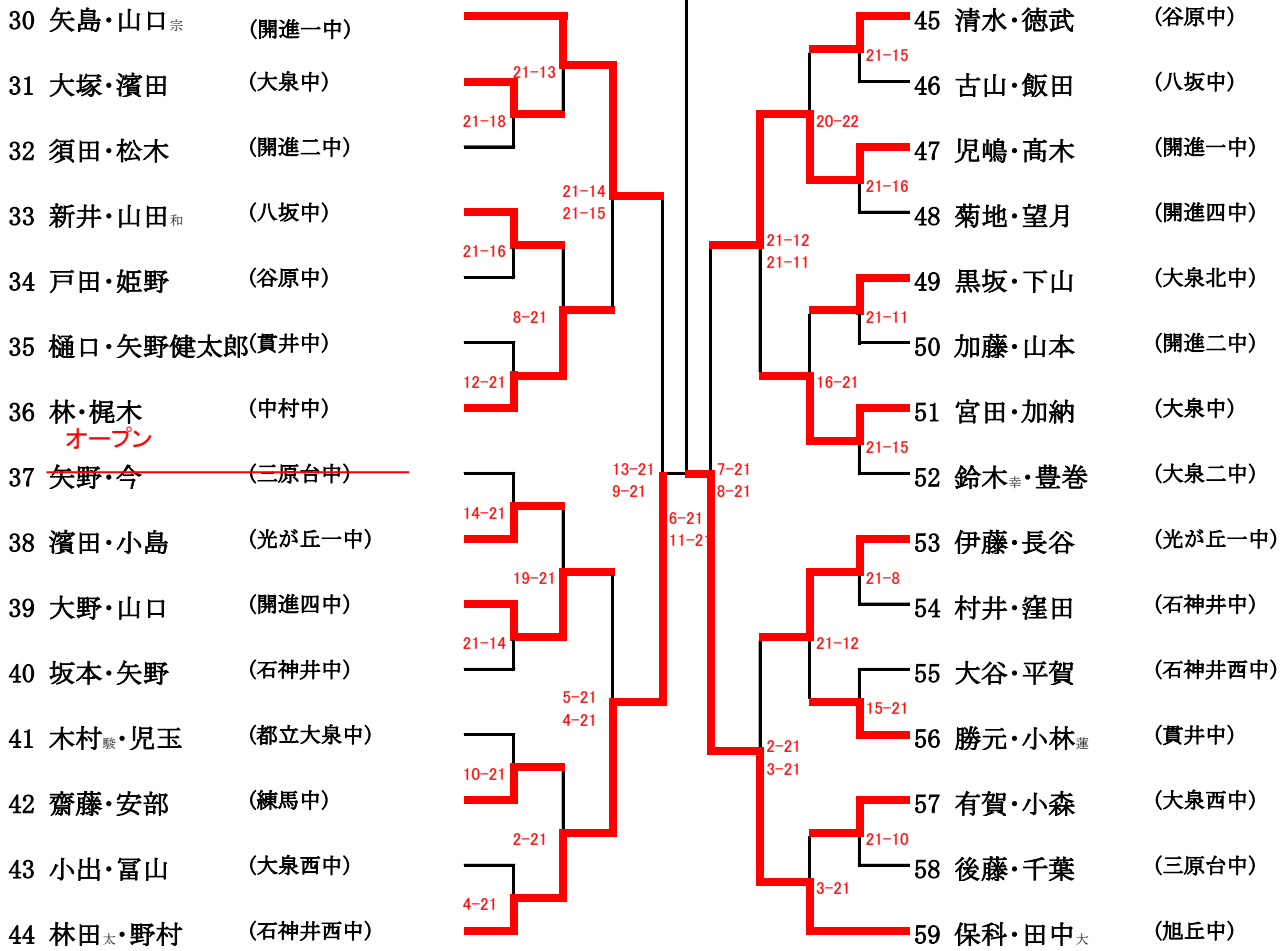 30 矢島・山口宗 (開進一中)
31 大塚・濱田 (大泉中)
32 須田・松木 (開進二中)
33 新井・山田和 (八坂中)
34 戸田・姫野 (谷原中)
35 樋口・矢野健太郎(貫井中)
36 林・梶木 (中村中)
オープン
37 矢野・今 (三原台中)
38 濱田・小島 (光が丘一中)
39 大野・山口 (開進四中)
40 坂本・矢野 (石神井中)
41 木村駿・児玉 (都立大泉中)
42 齋藤・安部 (練馬中)
43 小出・冨山 (大泉西中)
44 林田太・野村 (石神井西中)
21-13
21-18
21-14
21-15
21-16
8-21
12-21
14-21
19-21
21-14
5-21
4-21
10-21
2-21
4-21
13-21
9-21
6-21
11-21
7-21
8-21
21-15
20-22
21-16
21-12
21-11
21-11
16-21
21-15
21-8
21-12
15-21
2-21
3-21
21-10
3-21
45 清水・徳武 (谷原中)
46 古山・飯田 (八坂中)
47 児嶋・髙木 (開進一中)
48 菊地・望月 (開進四中)
49 黒坂・下山 (大泉北中)
50 加藤・山本 (開進二中)
51 宮田・加納 (大泉中)
52 鈴木幸・豊巻 (大泉二中)
53 伊藤・長谷 (光が丘一中)
54 村井・窪田 (石神井中)
55 大谷・平賀 (石神井西中)
56 勝元・小林蓮 (貫井中)
57 有賀・小森 (大泉西中)
58 後藤・千葉 (三原台中)
59 保科・田中大 (旭丘中)